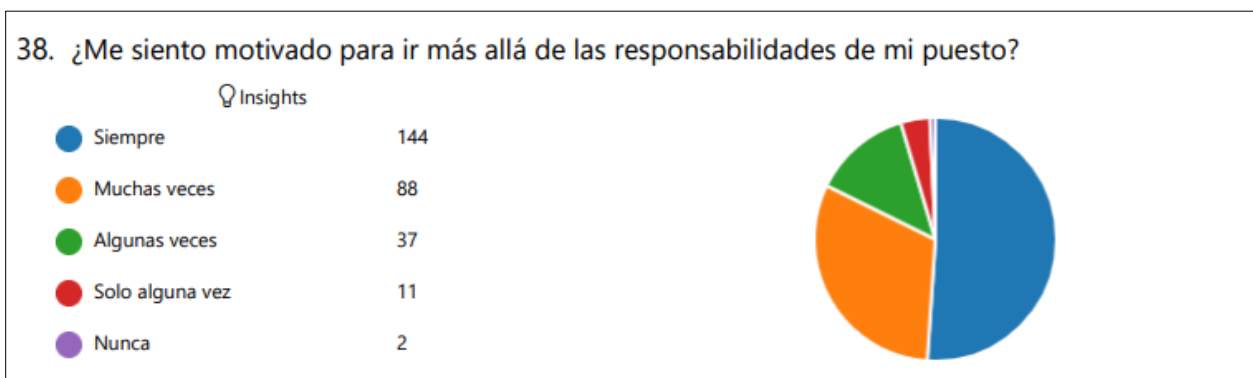 38. ¿Me siento motivado para ir más allá de las responsabilidades de mi puesto?
Insights
Siempre 144
Muchas veces 88
Algunas veces 37
Solo alguna vez 11
Nunca 2